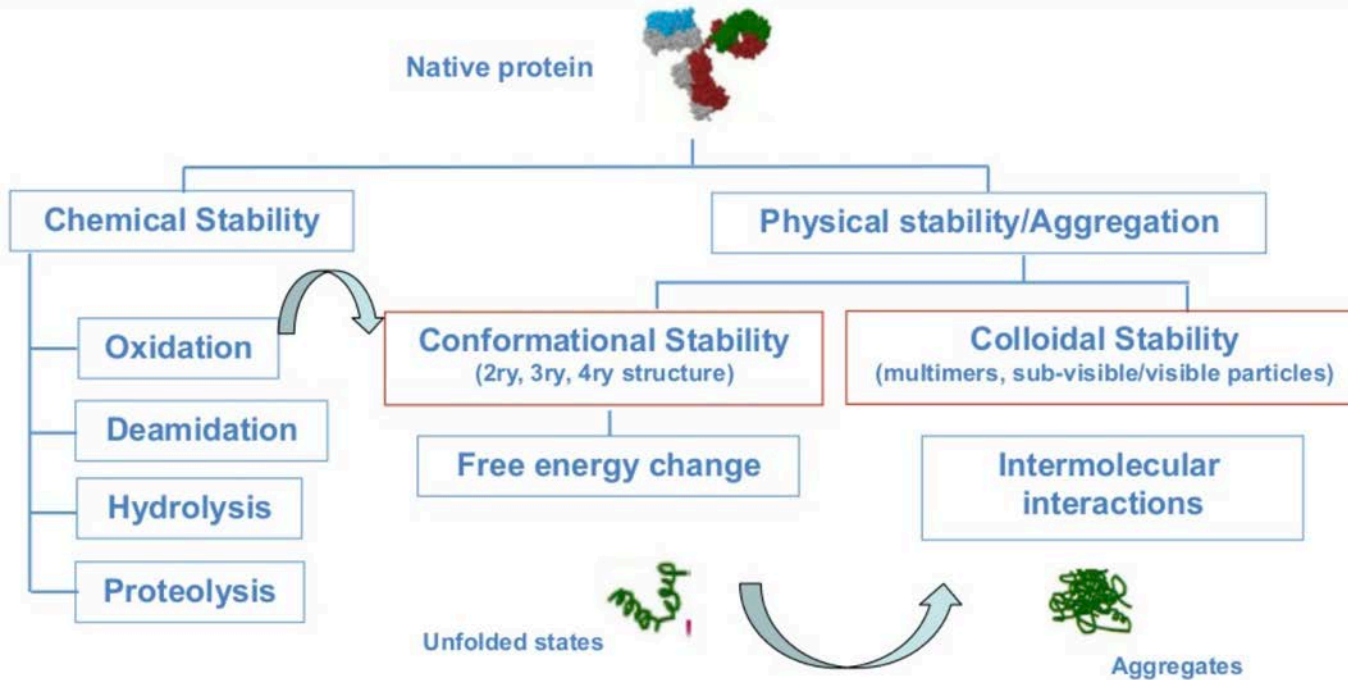 Native protein
Chemical Stability
Physical stability/Aggregation
Oxidation
Conformational Stability
(2ry, 3ry, 4ry structure)
Colloidal Stability
(multimers, sub-visible/visible particles)
Deamidation
Free energy change
Intermolecular
interactions
Hydrolysis
Proteolysis
Unfolded states
Aggregates